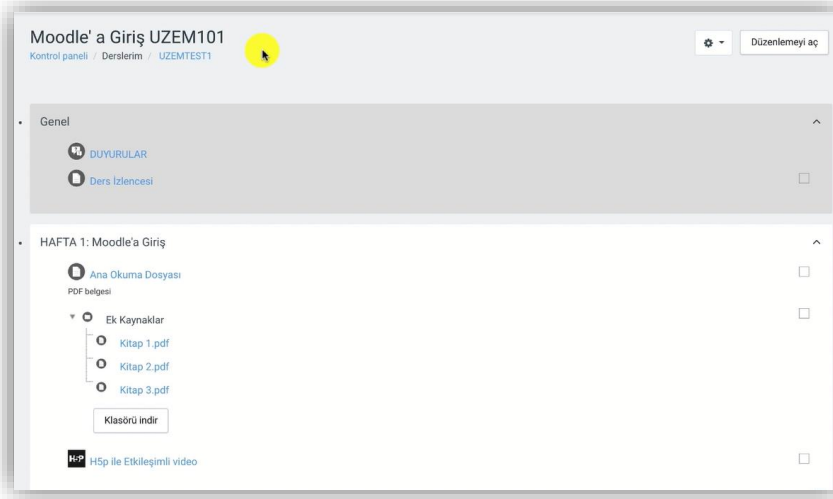 Moodle' a Giriş UZEM101
Kontrol paneli / Derslerim / UZEMTEST1
Düzenlemeyi aç
Genel
DUYURULAR
Ders İzlencesi
HAFTA 1: Moodle'a Giriş
Ana Okuma Dosyası
PDF belgesi
Ek Kaynaklar
Kitap 1.pdf
Kitap 2.pdf
Kitap 3.pdf
Klasörü indir
H5P H5p ile Etkileşimli video